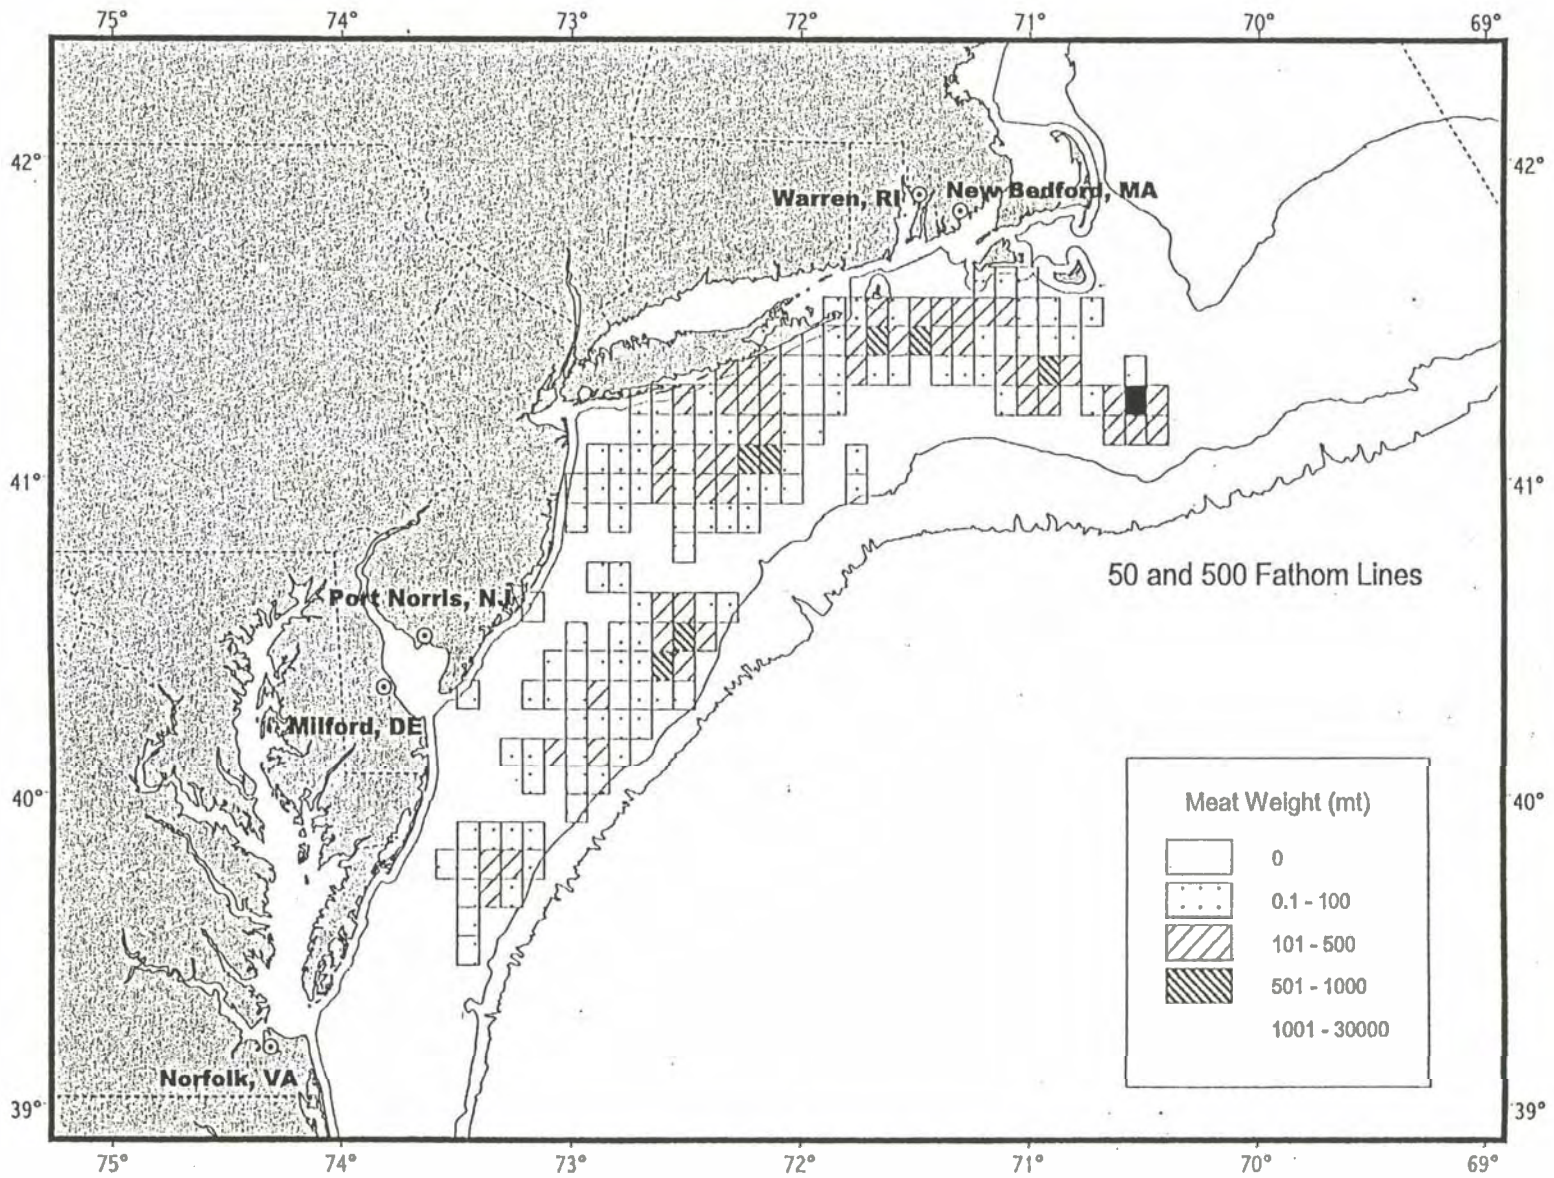 75° 74° 73° 72° 71° 70° 69°
42° 42°
Warren, RI New Bedford, MA
41° 41°
50 and 500 Fathom Lines
Port Norris, NJ
Milford, DE
40° 40°
Meat Weight (mt)
0
0.1 - 100
101 - 500
501 - 1000
1001 - 30000
Norfolk, VA
39° 39°
75° 74° 73° 72° 71° 70° 69°